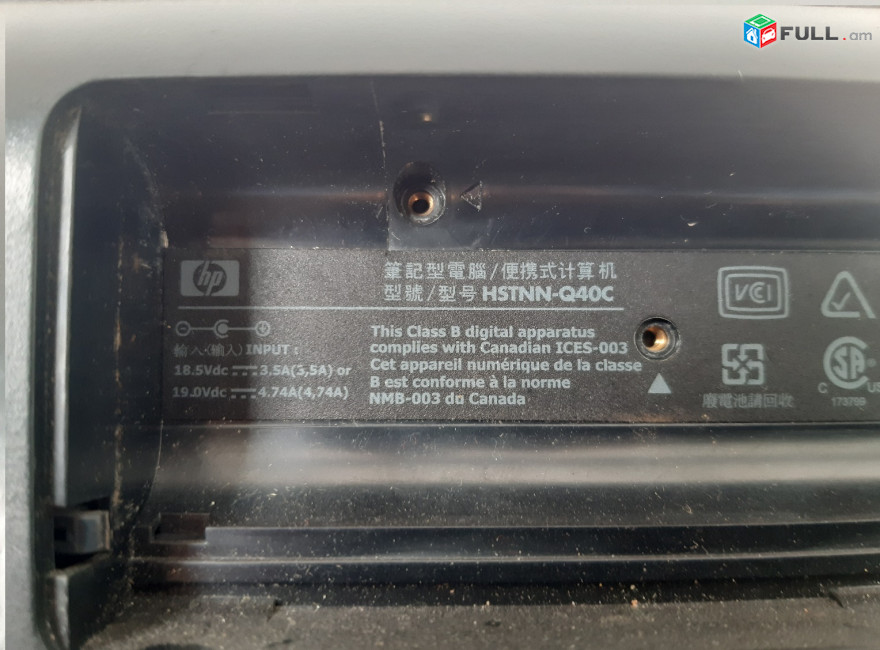 FULL.am
hp
筆記型電腦/便携式计算机
型號/型号 HSTNN-Q40C
輸入(输入) INPUT :
18.5Vdc 3.5A(3,5A) or
19.0Vdc 4.74A(4,74A)
This Class B digital apparatus
complies with Canadian ICES-003
Cet appareil numérique de la classe
B est conforme à la norme
NMB-003 du Canada
VCI
廢電池請回收
C US
173769